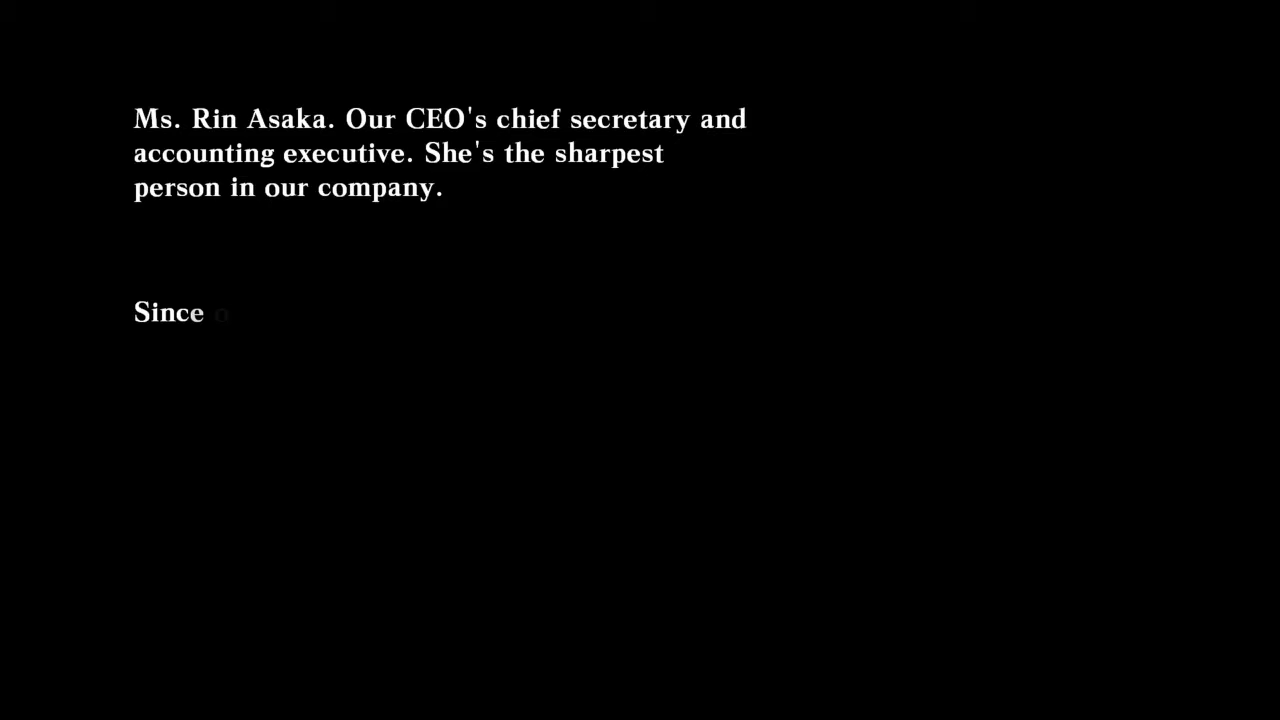 Ms. Rin Asaka. Our CEO's chief secretary and
accounting executive. She's the sharpest
person in our company.
Since o